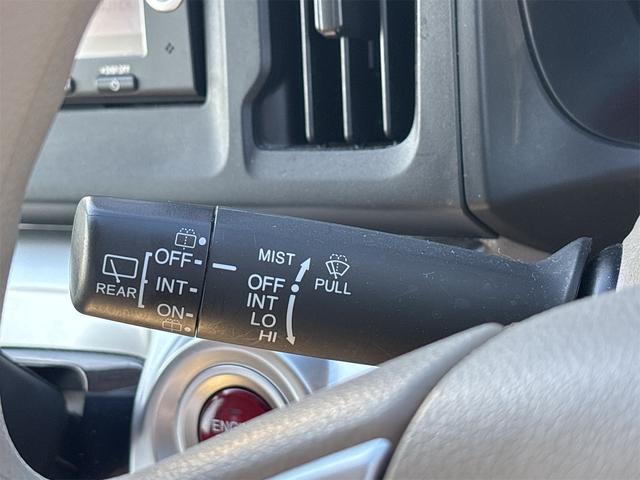 OFF
INT
ON
REAR
MIST
OFF
INT
LO
HI
PULL